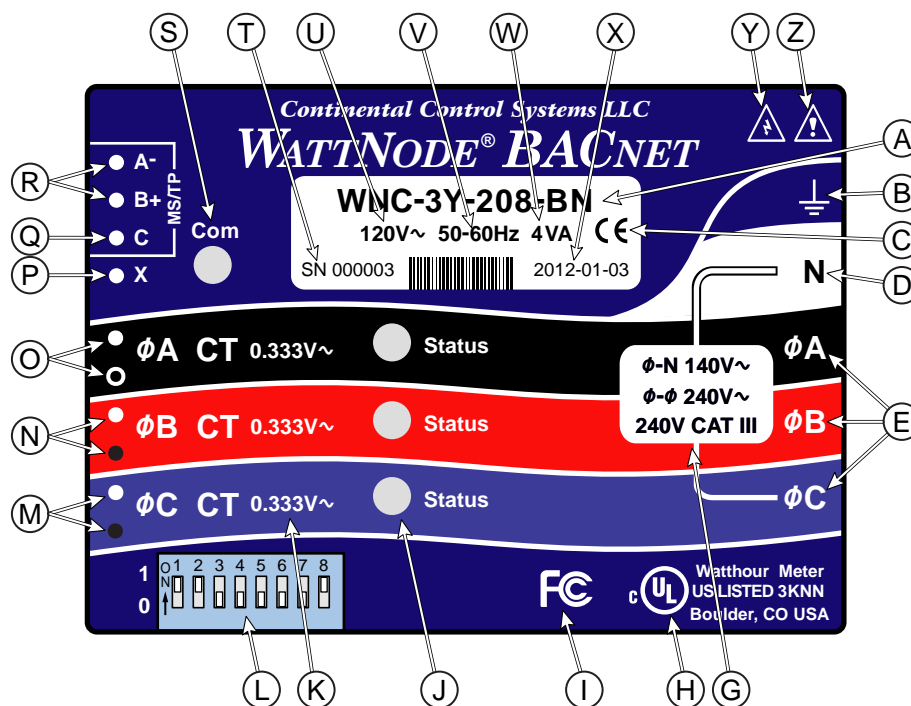 S T U V W X Y Z
Continental Control Systems LLC
WATTNODE® BACNET
WNC-3Y-208-BN
120V~ 50-60Hz 4VA CE
SN 000003 2012-01-03
A-
B+
C
X
MS/TP
Com
R
Q
P
O
N
M
A
B
C
D
E
N
ΦA CT 0.333V~ Status ΦA
ΦB CT 0.333V~ Status ΦB
ΦC CT 0.333V~ Status ΦC
Φ-N 140V~
Φ-Φ 240V~
240V CAT III
1
0
ON
1 2 3 4 5 6 7 8
FC
c UL
Watthour Meter
US LISTED 3KNN
Boulder, CO USA
L K J I H G